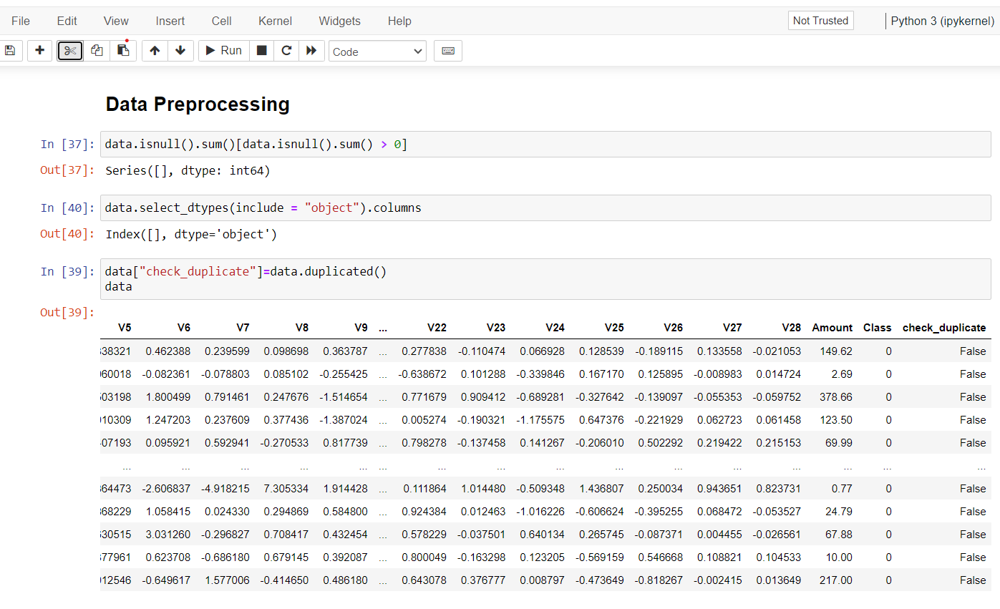 File Edit View Insert Cell Kernel Widgets Help Not Trusted Python 3 (ipykernel)
Run Code
Data Preprocessing
In [37]: data.isnull().sum()[data.isnull().sum() > 0]
Out[37]: Series([], dtype: int64)
In [40]: data.select_dtypes(include = "object").columns
Out[40]: Index([], dtype='object')
In [39]: data["check_duplicate"]=data.duplicated()
data
Out[39]:
V5 V6 V7 V8 V9 ... V22 V23 V24 V25 V26 V27 V28 Amount Class check_duplicate
38321 0.462388 0.239599 0.098698 0.363787 ... 0.277838 -0.110474 0.066928 0.128539 -0.189115 0.133558 -0.021053 149.62 0 False
60018 -0.082361 -0.078803 0.085102 -0.255425 ... -0.638672 0.101288 -0.339846 0.167170 0.125895 -0.008983 0.014724 2.69 0 False
03198 1.800499 0.791461 0.247676 -1.514654 ... 0.771679 0.909412 -0.689281 -0.327642 -0.139097 -0.055353 -0.059752 378.66 0 False
10309 1.247203 0.237609 0.377436 -1.387024 ... 0.005274 -0.190321 -1.175575 0.647376 -0.221929 0.062723 0.061458 123.50 0 False
07193 0.095921 0.592941 -0.270533 0.817739 ... 0.798278 -0.137458 0.141267 -0.206010 0.502292 0.219422 0.215153 69.99 0 False
... ... ... ... ... ... ... ... ... ... ... ... ... ... ... ...
64473 -2.606837 -4.918215 7.305334 1.914428 ... 0.111864 1.014480 -0.509348 1.436807 0.250034 0.943651 0.823731 0.77 0 False
68229 1.058415 0.024330 0.294869 0.584800 ... 0.924384 0.012463 -1.016226 -0.606624 -0.395255 0.068472 -0.053527 24.79 0 False
30515 3.031260 -0.296827 0.708417 0.432454 ... 0.578229 -0.037501 0.640134 0.265745 -0.087371 0.004455 -0.026561 67.88 0 False
77961 0.623708 -0.686180 0.679145 0.392087 ... 0.800049 -0.163298 0.123205 -0.569159 0.546668 0.108821 0.104533 10.00 0 False
12546 -0.649617 1.577006 -0.414650 0.486180 ... 0.643078 0.376777 0.008797 -0.473649 -0.818267 -0.002415 0.013649 217.00 0 False